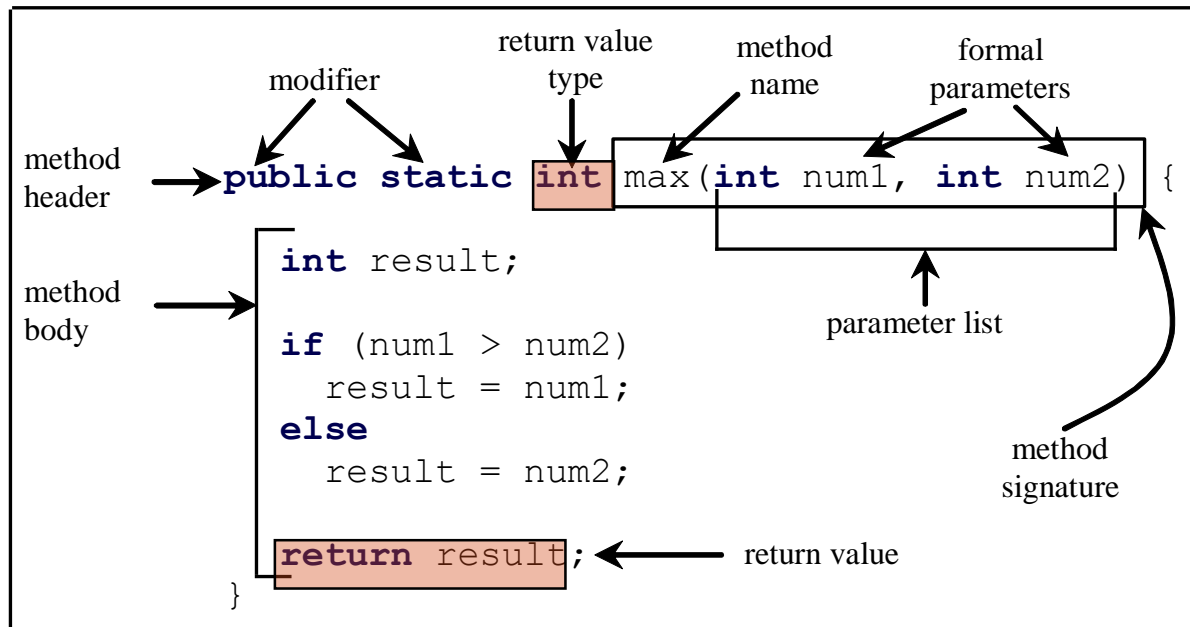 return value
type
method
name
formal
parameters
modifier
method
header
public static int max(int num1, int num2) {
method
body
int result;
if (num1 > num2)
result = num1;
else
result = num2;
return result;
}
parameter list
method
signature
return value